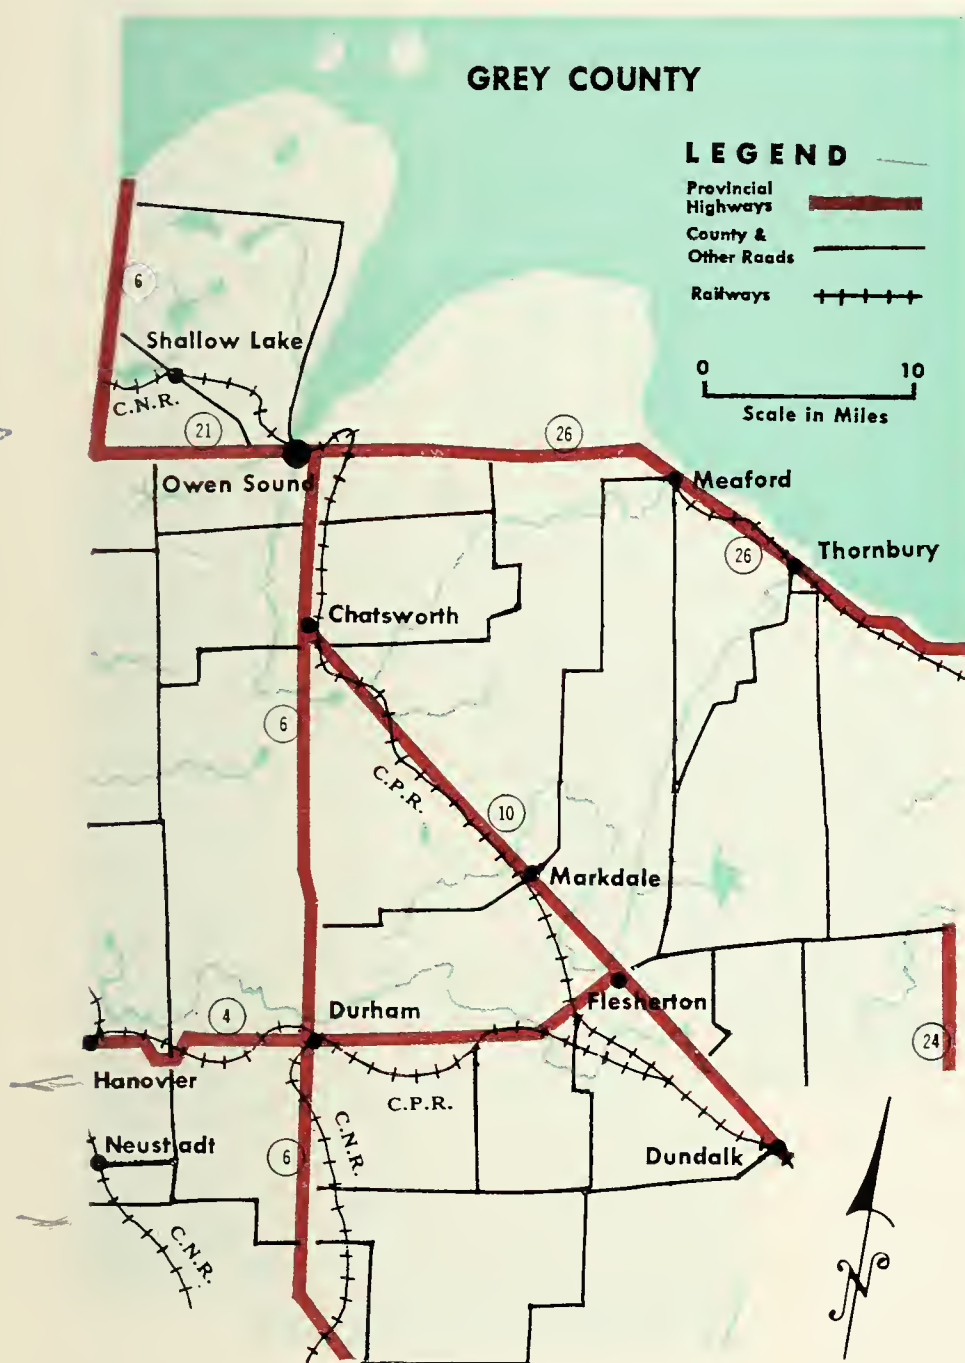 GREY COUNTY
LEGEND
Provincial
Highways
County &
Other Roads
Railways
0 10
Scale in Miles
6
Shallow Lake
C.N.R.
21
26
Owen Sound
Meaford
26
Thornbury
Chatsworth
6
C.P.R.
10
Markdale
Flesherton
4
Durham
24
Hanover
C.P.R.
C.N.R.
Neustadt
6
Dundalk
C.N.R.
N